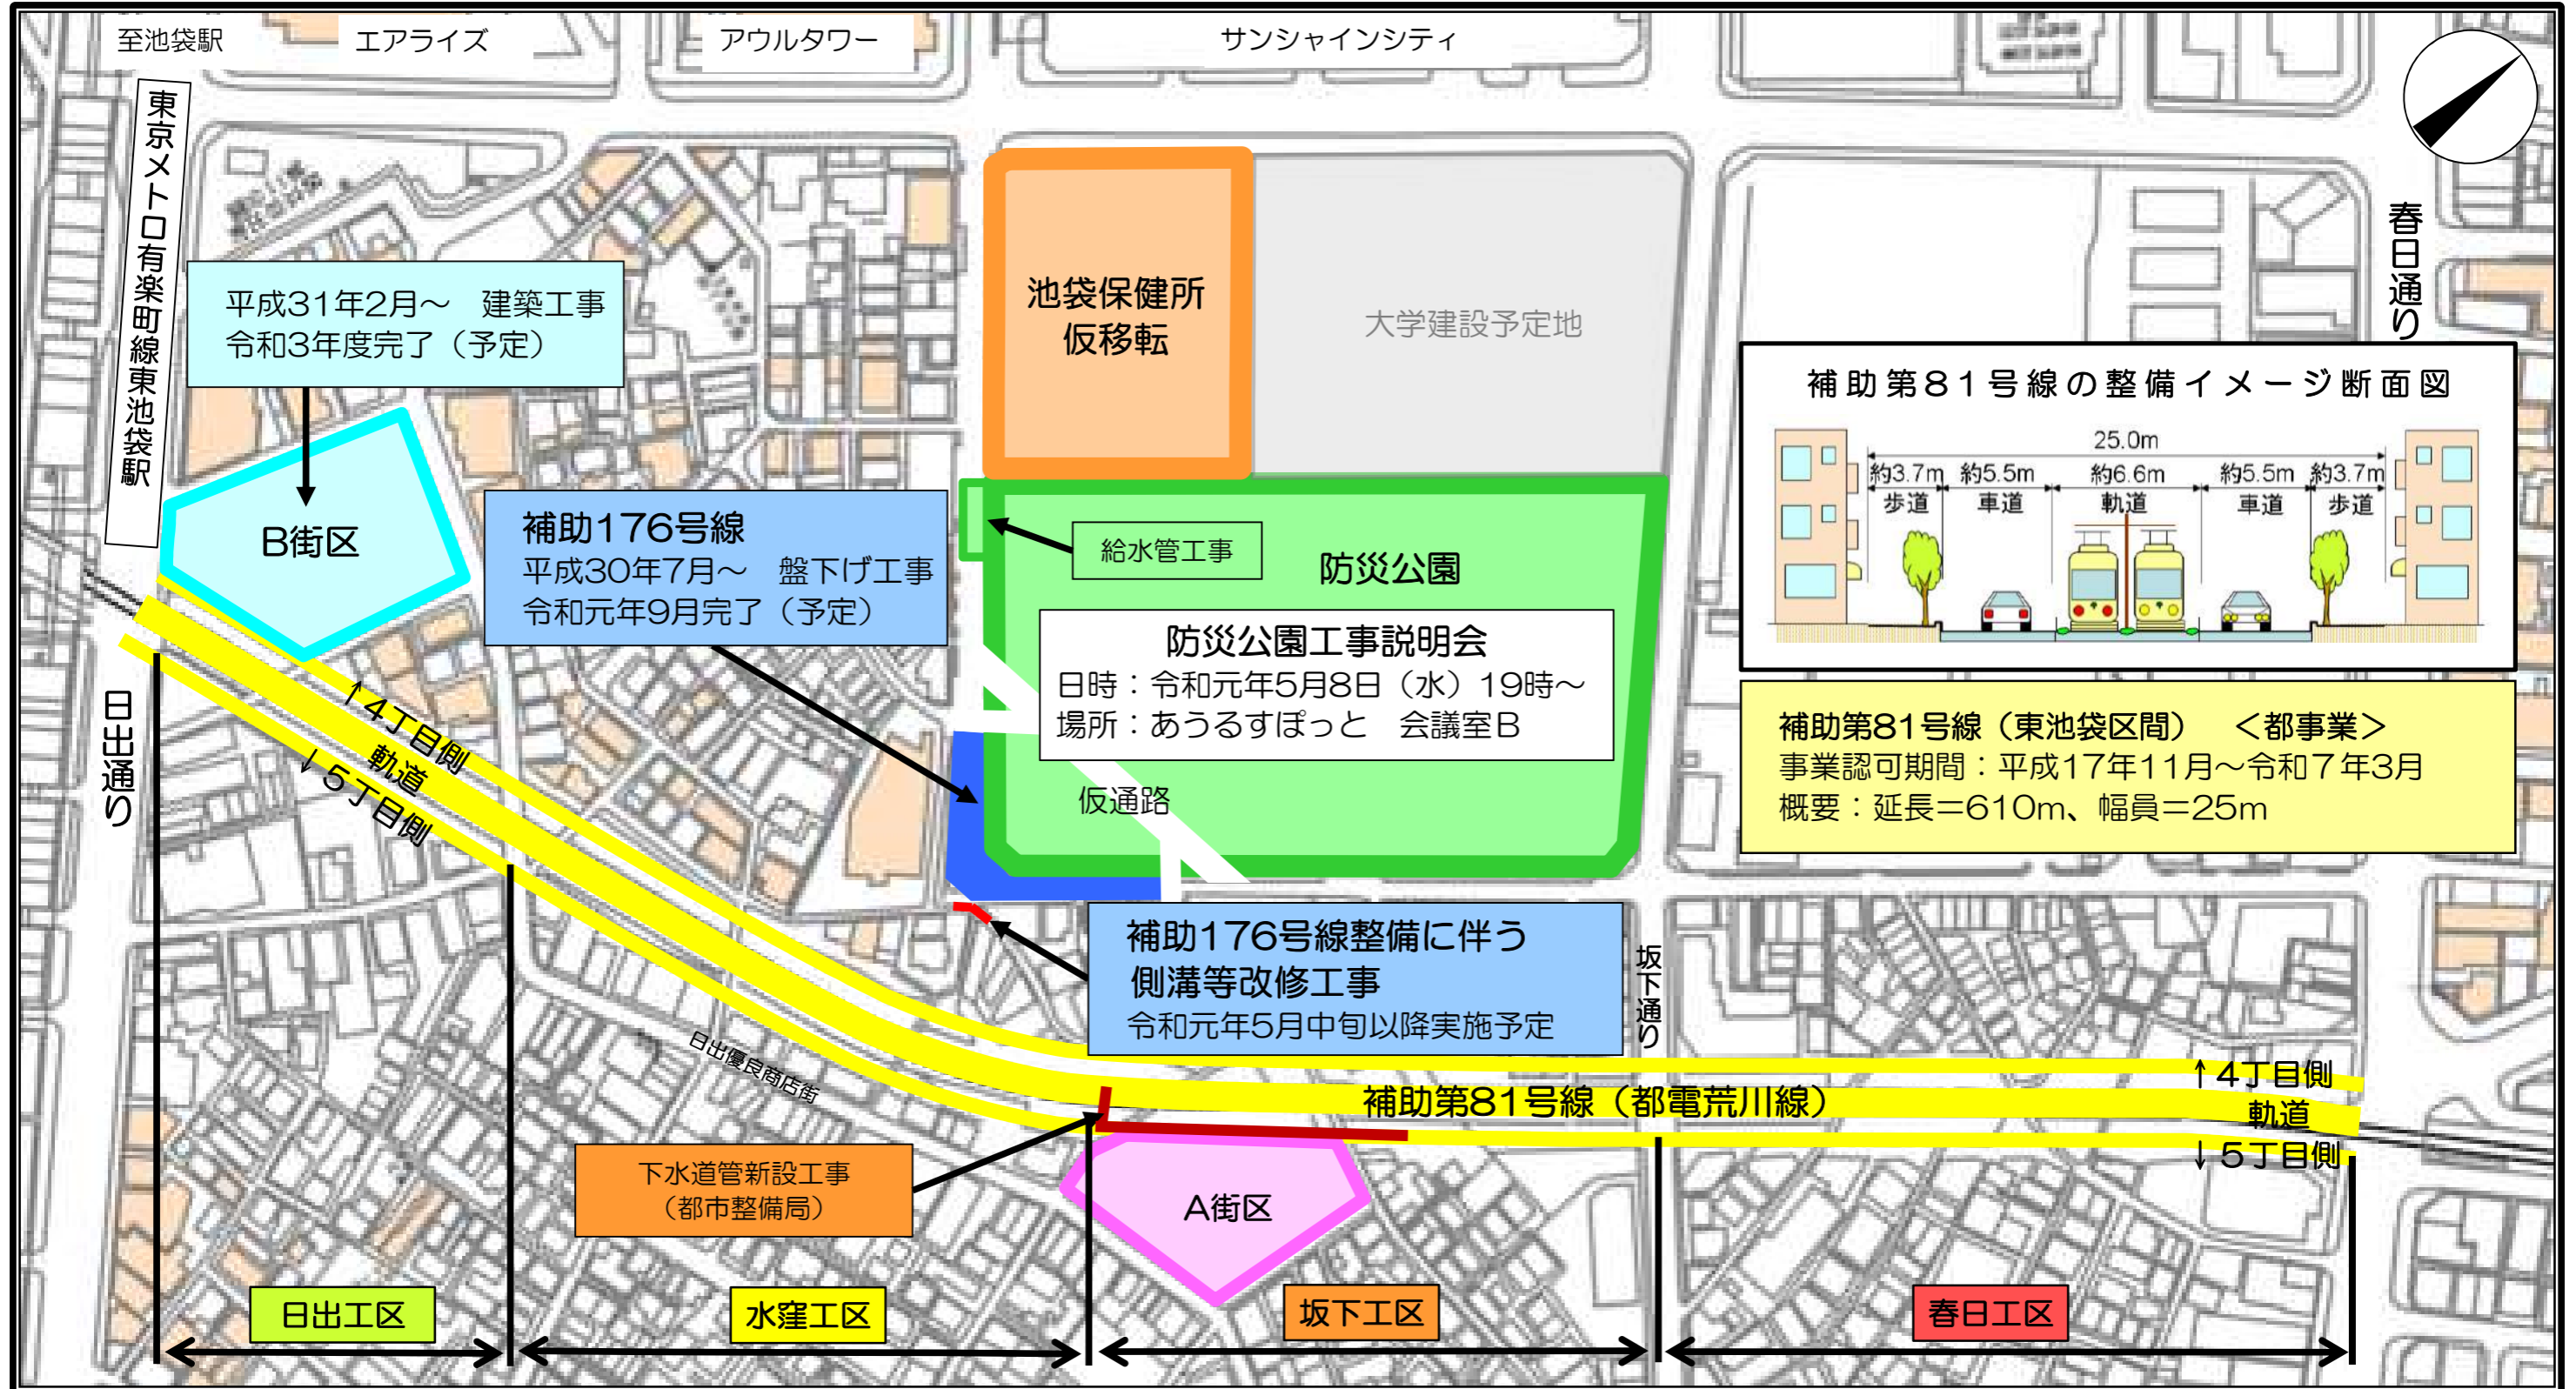 至池袋駅
エアライズ
アウルタワー
サンシャインシティ
東京メトロ有楽町線東池袋駅
春日通り
平成31年2月～　建築工事
令和3年度完了（予定）
B街区
池袋保健所
仮移転
大学建設予定地
補助第81号線の整備イメージ断面図
25.0m
約3.7m 約5.5m 約6.6m 約5.5m 約3.7m
歩道 車道 軌道 車道 歩道
補助176号線
平成30年7月～　盤下げ工事
令和元年9月完了（予定）
給水管工事
防災公園
防災公園工事説明会
日時：令和元年5月8日（水）19時～
場所：あうるすぽっと　会議室B
仮通路
補助第81号線（東池袋区間）　＜都事業＞
事業認可期間：平成17年11月～令和7年3月
概要：延長＝610m、幅員＝25m
日出通り
↑4丁目側
軌道
↓5丁目側
補助176号線整備に伴う
側溝等改修工事
令和元年5月中旬以降実施予定
坂下通り
日出優良商店街
補助第81号線（都電荒川線）
↑4丁目側
軌道
↓5丁目側
下水道管新設工事
（都市整備局）
A街区
日出工区
水窪工区
坂下工区
春日工区